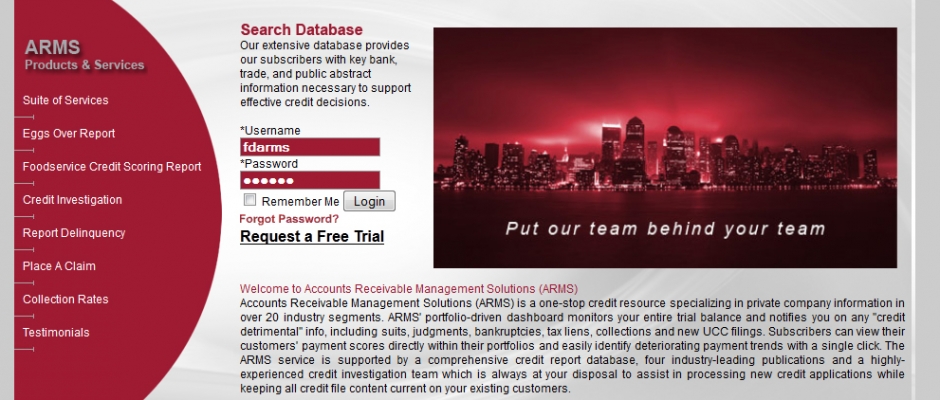 ARMS
Products & Services
Suite of Services
Eggs Over Report
Foodservice Credit Scoring Report
Credit Investigation
Report Delinquency
Place A Claim
Collection Rates
Testimonials
Search Database
Our extensive database provides
our subscribers with key bank,
trade, and public abstract
information necessary to support
effective credit decisions.
*Username
fdarms
*Password
••••••
Remember Me Login
Forgot Password?
Request a Free Trial
Put our team behind your team
Welcome to Accounts Receivable Management Solutions (ARMS)
Accounts Receivable Management Solutions (ARMS) is a one-stop credit resource specializing in private company information in
over 20 industry segments. ARMS' portfolio-driven dashboard monitors your entire trial balance and notifies you on any "credit
detrimental" info, including suits, judgments, bankruptcies, tax liens, collections and new UCC filings. Subscribers can view their
customers' payment scores directly within their portfolios and easily identify deteriorating payment trends with a single click. The
ARMS service is supported by a comprehensive credit report database, four industry-leading publications and a highly-
experienced credit investigation team which is always at your disposal to assist in processing new credit applications while
keeping all credit file content current on your existing customers.